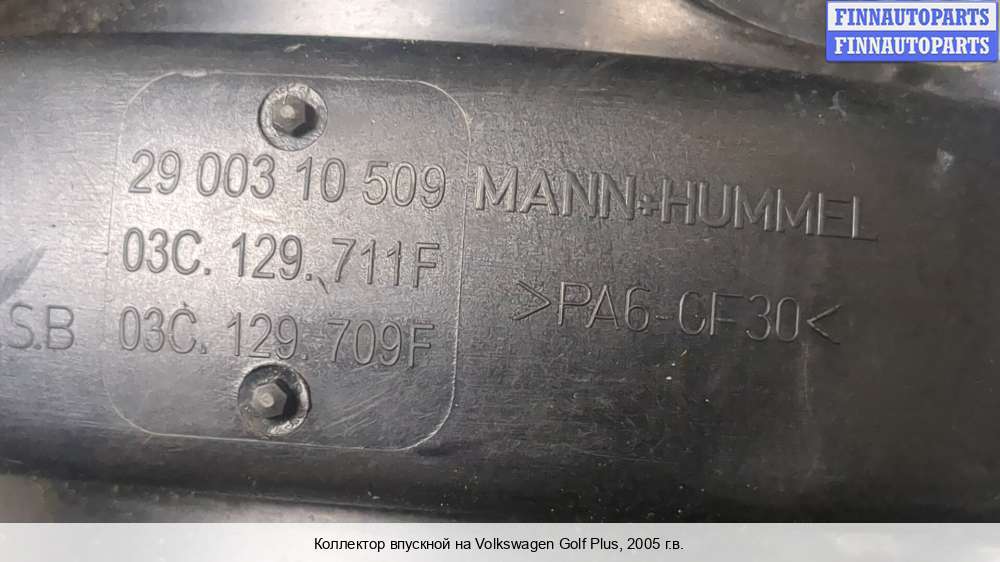 FINNAUTOPARTS
FINNAUTOPARTS
29 003 10 509
MANN+HUMMEL
03C. 129. 711F
>PA6-GF30<
S.B
03C. 129. 709F
Коллектор впускной на Volkswagen Golf Plus, 2005 г.в.